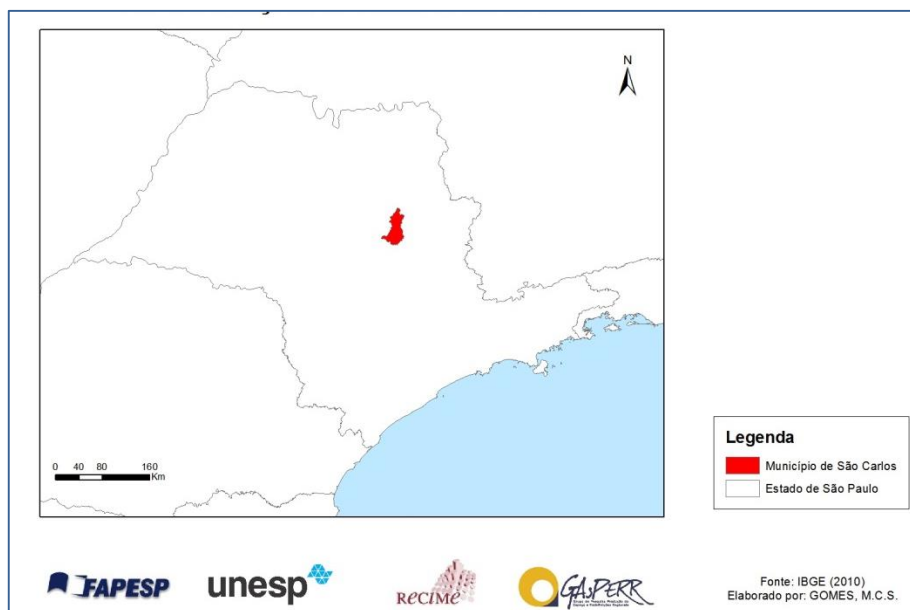 N
0 40 80 160
Km
Legenda
Município de São Carlos
Estado de São Paulo
FAPESP
unesp
RECIME
GASPERR
Fonte: IBGE (2010)
Elaborado por: GOMES, M.C.S.